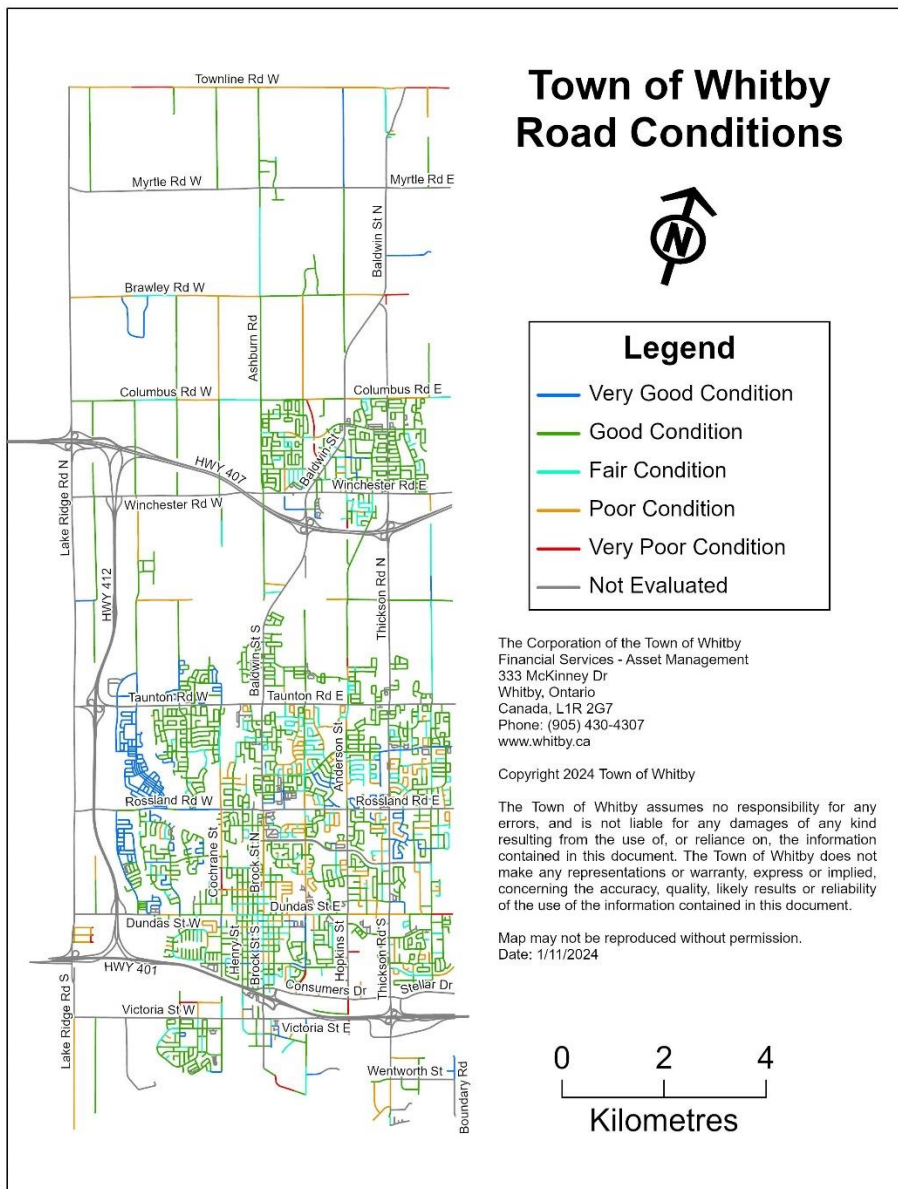 Town of Whitby
Road Conditions
N
Townline Rd W
Myrtle Rd W
Myrtle Rd E
Baldwin St N
Brawley Rd W
Ashburn Rd
Columbus Rd W
Columbus Rd E
Lake Ridge Rd N
HWY 407
Baldwin St
Winchester Rd W
Winchester Rd E
HWY 412
Thickson Rd N
Baldwin St S
Taunton Rd W
Taunton Rd E
Anderson St
Rossland Rd W
Rossland Rd E
Cochrane St
Brock St N
Dundas St W
Dundas St E
Henry St
Brock St S
Hopkins St
Thickson Rd S
HWY 401
Consumers Dr
Stellar Dr
Lake Ridge Rd S
Victoria St W
Victoria St E
Wentworth St
Boundary Rd
Legend
Very Good Condition
Good Condition
Fair Condition
Poor Condition
Very Poor Condition
Not Evaluated
The Corporation of the Town of Whitby
Financial Services - Asset Management
333 McKinney Dr
Whitby, Ontario
Canada, L1R 2G7
Phone: (905) 430-4307
www.whitby.ca
Copyright 2024 Town of Whitby
The Town of Whitby assumes no responsibility for any
errors, and is not liable for any damages of any kind
resulting from the use of, or reliance on, the information
contained in this document. The Town of Whitby does not
make any representations or warranty, express or implied,
concerning the accuracy, quality, likely results or reliability
of the use of the information contained in this document.
Map may not be reproduced without permission.
Date: 1/11/2024
0 2 4
Kilometres